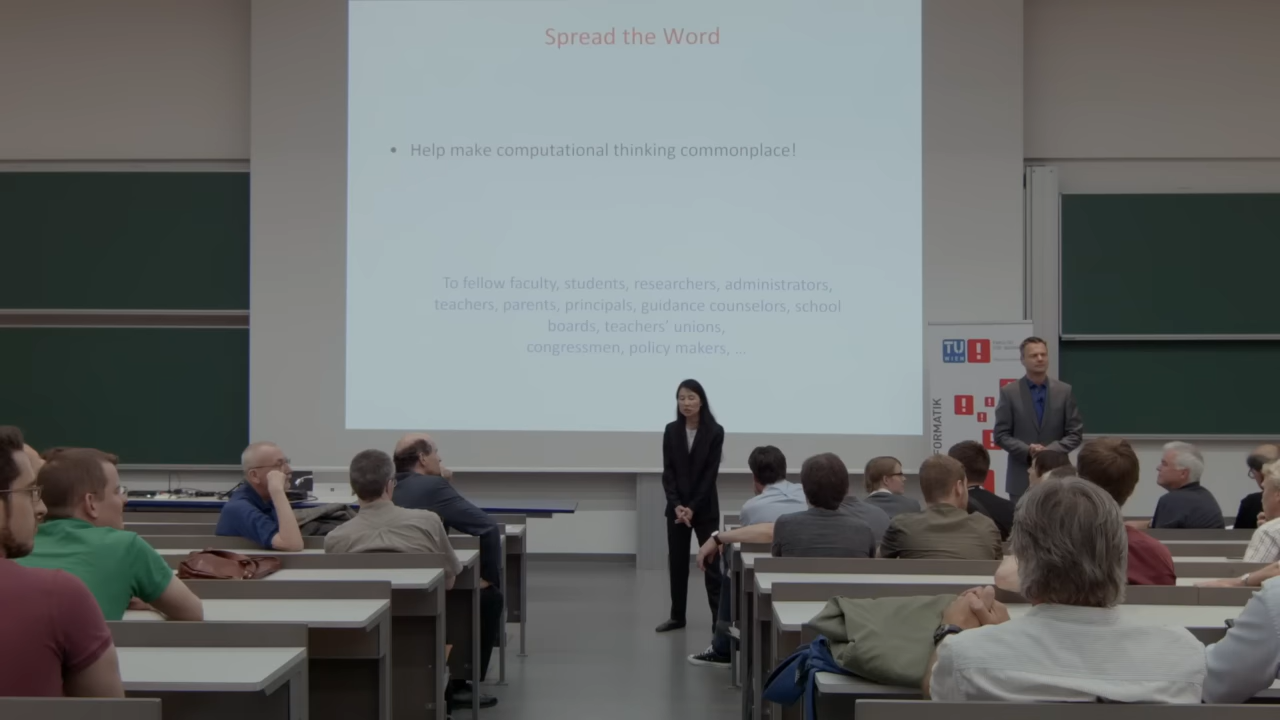 Spread the Word
• Help make computational thinking commonplace!
To fellow faculty, students, researchers, administrators,
teachers, parents, principals, guidance counselors, school
boards, teachers' unions,
congressmen, policy makers, ...
TU
WIEN
FORMATIK